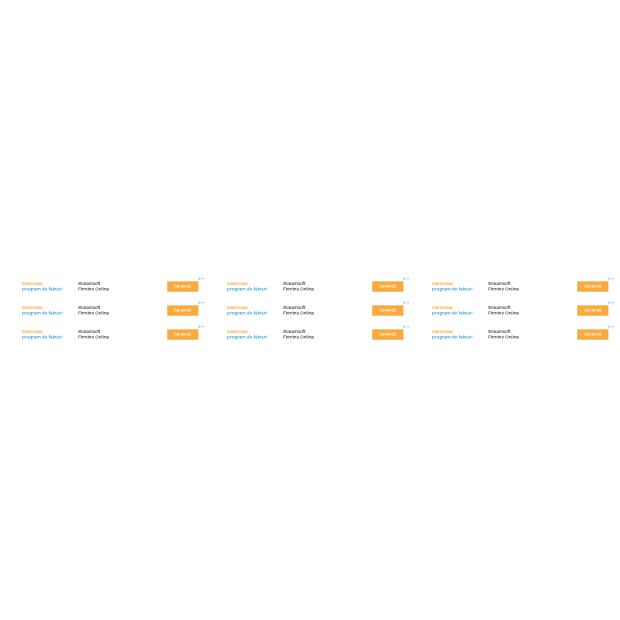 Darmowy
program do faktur!
Streamsoft
Firmino Online
Sprawdź
Darmowy
program do faktur!
Streamsoft
Firmino Online
Sprawdź
Darmowy
program do faktur!
Streamsoft
Firmino Online
Sprawdź
Darmowy
program do faktur!
Streamsoft
Firmino Online
Sprawdź
Darmowy
program do faktur!
Streamsoft
Firmino Online
Sprawdź
Darmowy
program do faktur!
Streamsoft
Firmino Online
Sprawdź
Darmowy
program do faktur!
Streamsoft
Firmino Online
Sprawdź
Darmowy
program do faktur!
Streamsoft
Firmino Online
Sprawdź
Darmowy
program do faktur!
Streamsoft
Firmino Online
Sprawdź